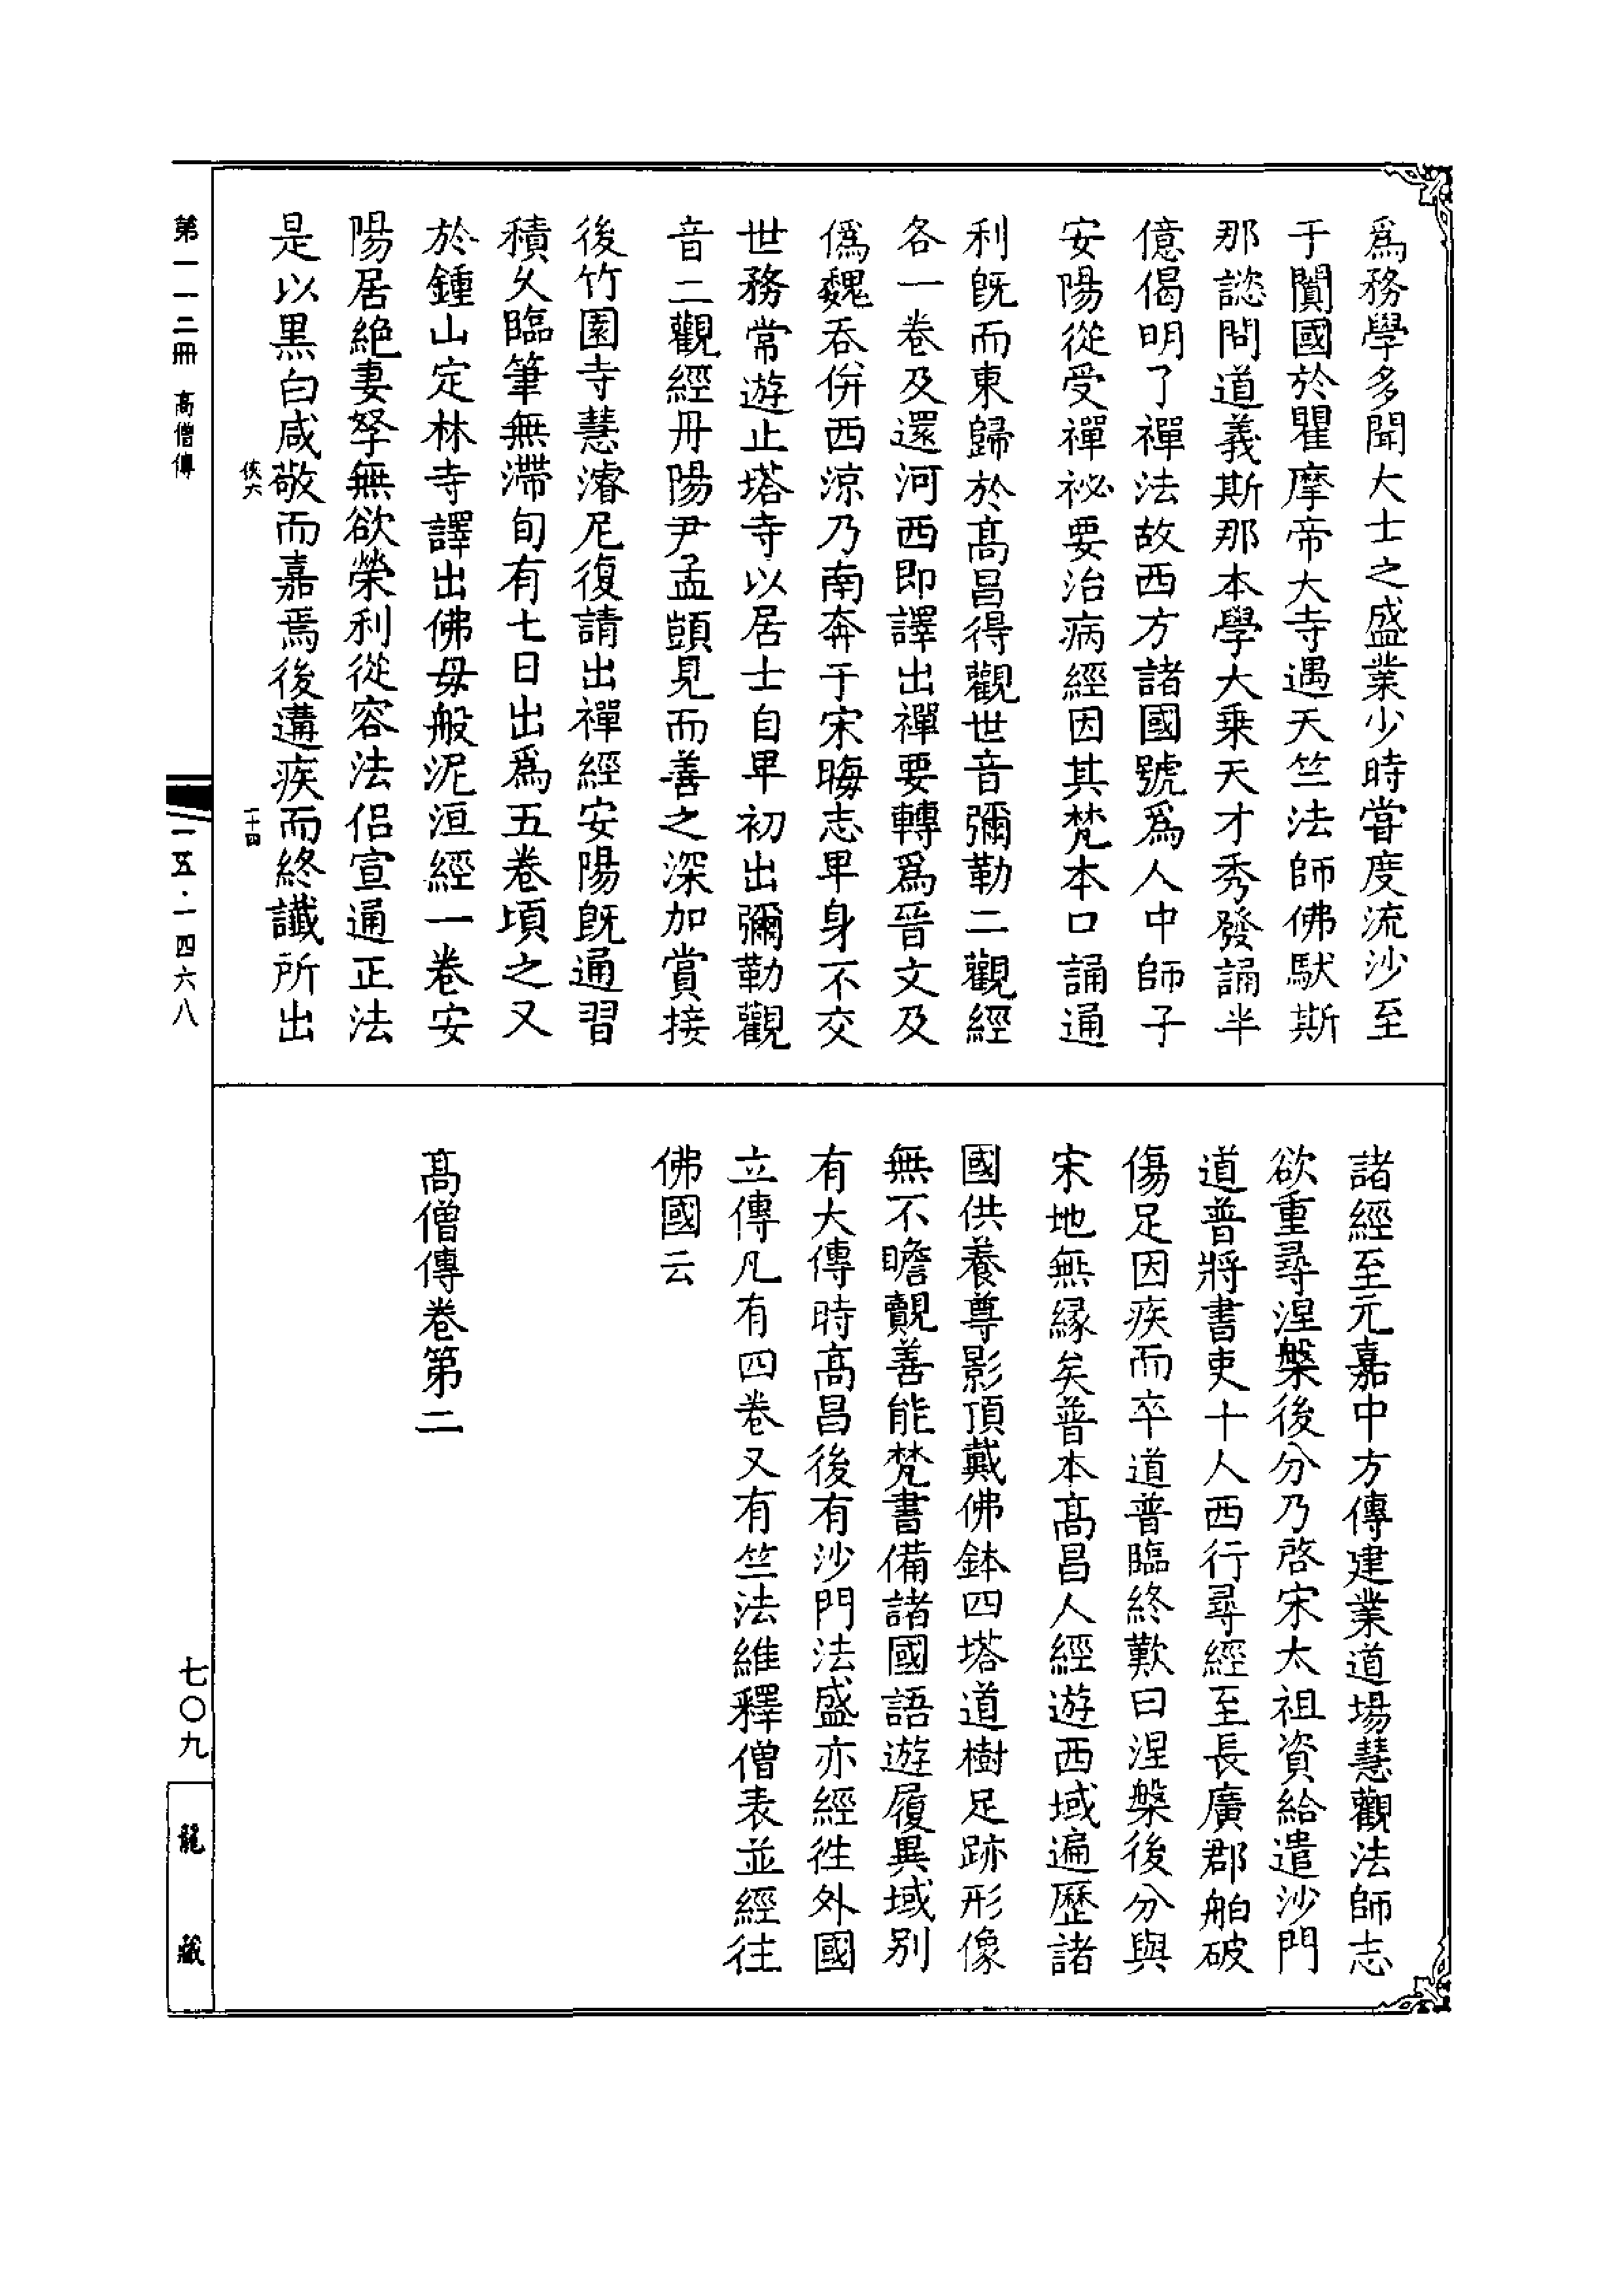 爲務學多聞大士之盛業少時甞度流沙至
于闐國於瞿摩帝大寺遇天竺法師佛馱斯
那諮問道義斯那本學大乘天才秀發誦半
億偈明了禪法故西方諸國號爲人中師子
安陽從受禪祕要治病經因其梵本口誦通
利旣而東歸於髙昌得觀世音彌勒二觀經
各一卷及還河西即譯出禪要轉爲晉文及
僞魏吞併西涼乃南奔于宋晦志卑身不交
世務常遊止塔寺以居士自卑初出彌勒觀
音二觀經丹陽尹孟顗見而善之深加賞接
後竹園寺慧濬尼復請出禪經安陽旣通習
積久臨筆無滯旬有七日出爲五卷頃之又
於鍾山定林寺譯出佛母般泥洹經一卷安
陽居絶妻孥無欲榮利從容法侣宣通正法
是以黒白咸敬而嘉焉後遘疾而終讖所出
俠六
二十四
諸經至元嘉中方傳建業道場慧觀法師志
欲重尋涅槃後分乃啓宋太祖資給遣沙門
道普將書吏十人西行尋經至長廣郡舶破
傷足因疾而卒道普臨終歎曰涅槃後分與
宋地無縁矣普本髙昌人經遊西域遍歷諸
國供養尊影頂戴佛鉢四塔道樹足跡形像
無不瞻覿善能梵書備諸國語遊履異域别
有大傳時髙昌後有沙門法盛亦經徃外國
立傳凡有四卷又有竺法維釋僧表並經往
佛國云
髙僧傳卷第二
第一一二冊 高僧傳
一一五·一四六八
七〇九
龍藏